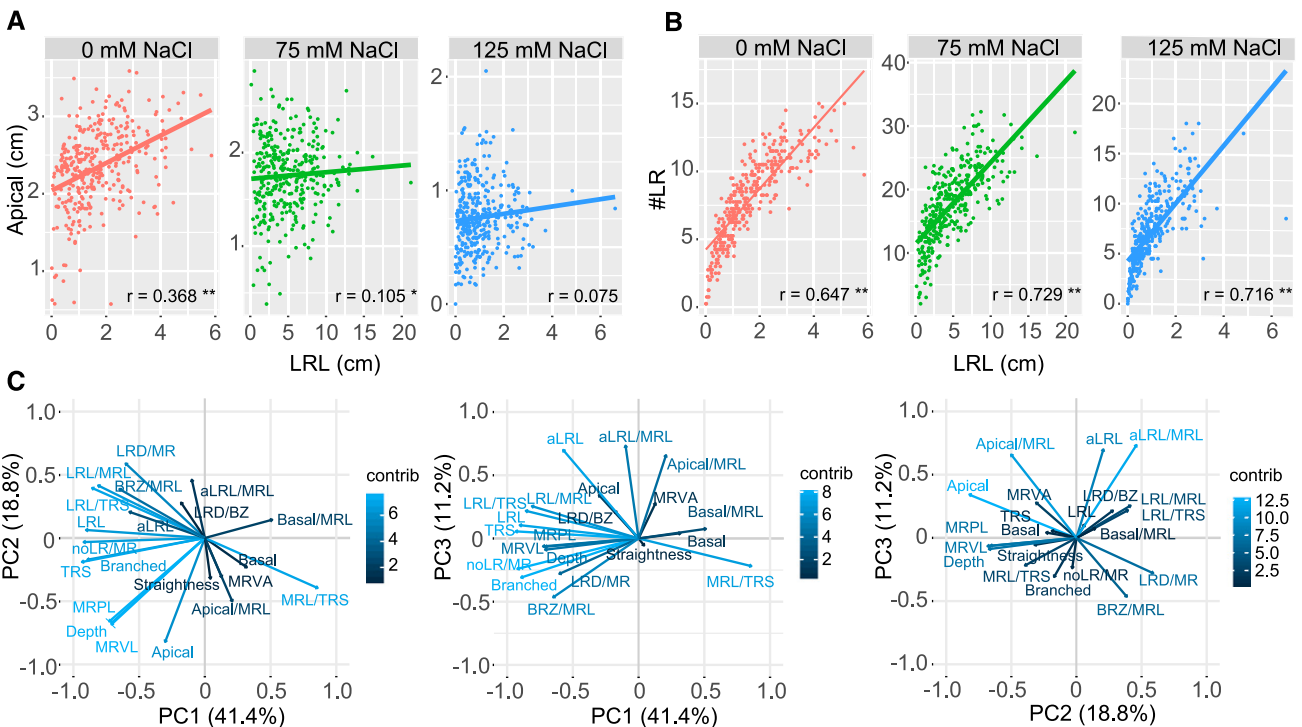 A
0 mM NaCl 75 mM NaCl 125 mM NaCl
Apical (cm)
3
2
1
2
1
2
1
0
r = 0.368 ** r = 0.105 * r = 0.075
0 2 4 6 0 5 10 15 20 0 2 4 6
LRL (cm)
B
0 mM NaCl 75 mM NaCl 125 mM NaCl
#LR
15
10
5
0
40
30
20
10
20
15
10
5
0
r = 0.647 ** r = 0.729 ** r = 0.716 **
0 2 4 6 0 5 10 15 20 0 2 4 6
LRL (cm)
C
PC2 (18.8%)
1.0
0.5
0
-0.5
-1.0
LRD/MR
LRL/MRL
BRZ/MRL
aLRL/MRL
LRL/TRS
LRD/BZ
Basal/MRL
LRL
aLRL
noLR/MR
Branched
Basal
TRS
Straightness
MRVA
MRL/TRS
MRPL
Apical/MRL
Depth
MRVL
Apical
-1.0 -0.5 0 0.5 1.0
PC1 (41.4%)
contrib
6
4
2
PC3 (11.2%)
1.0
0.5
0
-0.5
-1.0
aLRL
aLRL/MRL
Apical/MRL
Apical
LRL/TRS
LRL/MRL
MRVA
LRL
LRD/BZ
Basal/MRL
TRS
MRPL
Basal
MRVL
Depth
Straightness
noLR/MR
Branched
LRD/MR
MRL/TRS
BRZ/MRL
-1.0 -0.5 0 0.5 1.0
PC1 (41.4%)
contrib
8
6
4
2
PC3 (11.2%)
1.0
0.5
0
-0.5
-1.0
Apical/MRL
aLRL
aLRL/MRL
Apical
MRVA
LRD/BZ
LRL/MRL
TRS
LRL
LRL/TRS
MRPL
Basal
Basal/MRL
MRVL
Straightness
Depth
MRL/TRS
noLR/MR
LRD/MR
Branched
BRZ/MRL
-1.0 -0.5 0 0.5 1.0
PC2 (18.8%)
contrib
12.5
10.0
7.5
5.0
2.5